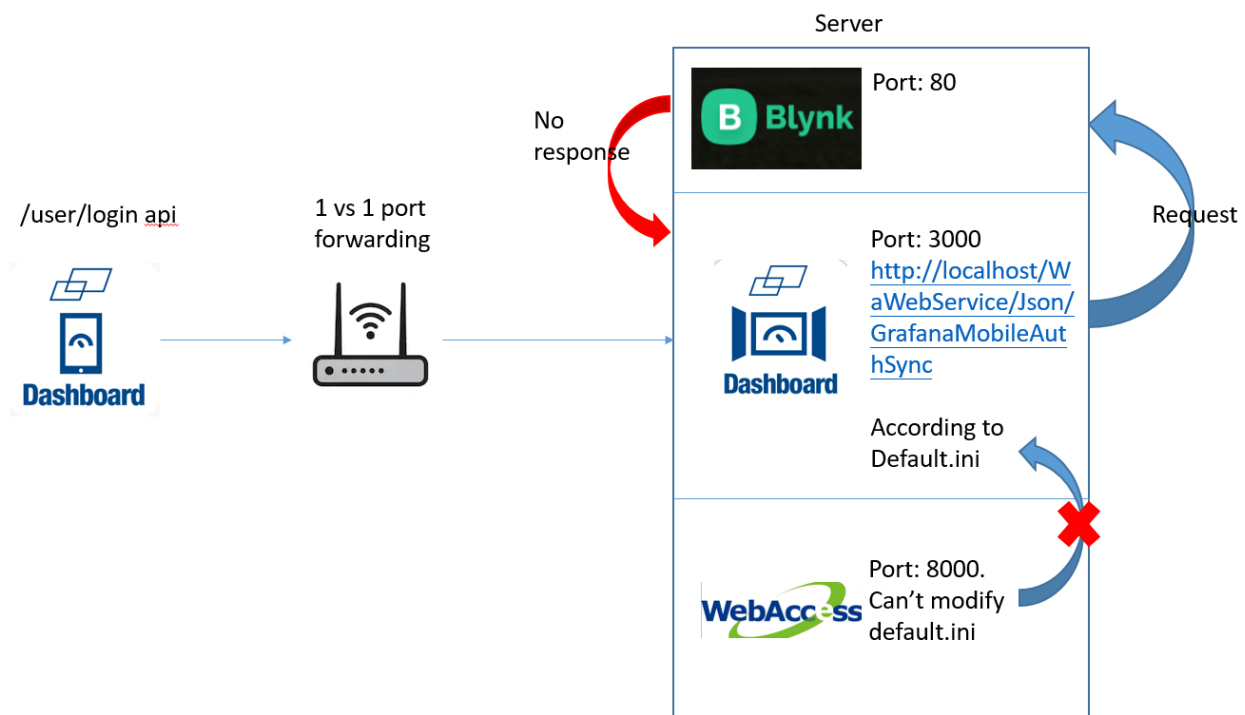 Server
B Blynk
Port: 80
No
response
/user/login api
1 vs 1 port
forwarding
Request
Port: 3000
http://localhost/W
aWebService/Json/
GrafanaMobileAut
hSync
Dashboard
Dashboard
According to
Default.ini
WebAccess
Port: 8000.
Can’t modify
default.ini